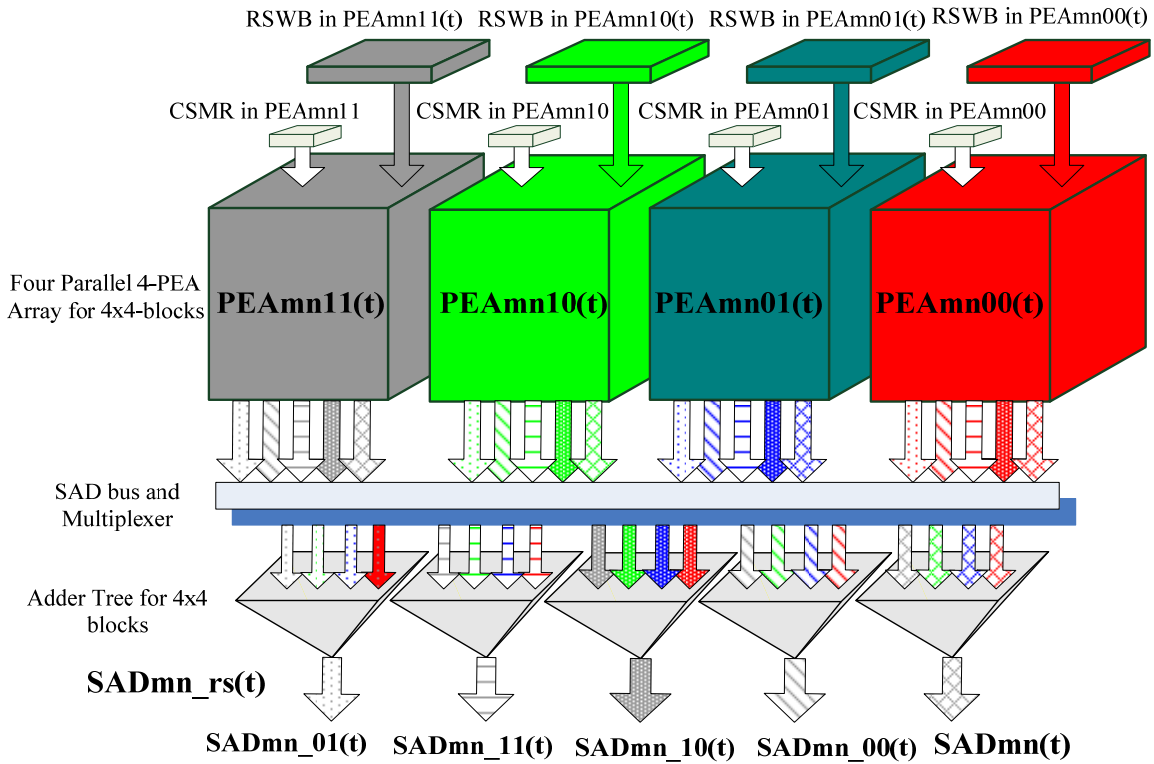 RSWB in PEAmn11(t) RSWB in PEAmn10(t) RSWB in PEAmn01(t) RSWB in PEAmn00(t)
CSMR in PEAmn11 CSMR in PEAmn10 CSMR in PEAmn01 CSMR in PEAmn00
Four Parallel 4-PEA
Array for 4x4-blocks
PEAmn11(t) PEAmn10(t) PEAmn01(t) PEAmn00(t)
SAD bus and
Multiplexer
Adder Tree for 4x4
blocks
SADmn_rs(t)
SADmn_01(t) SADmn_11(t) SADmn_10(t) SADmn_00(t) SADmn(t)